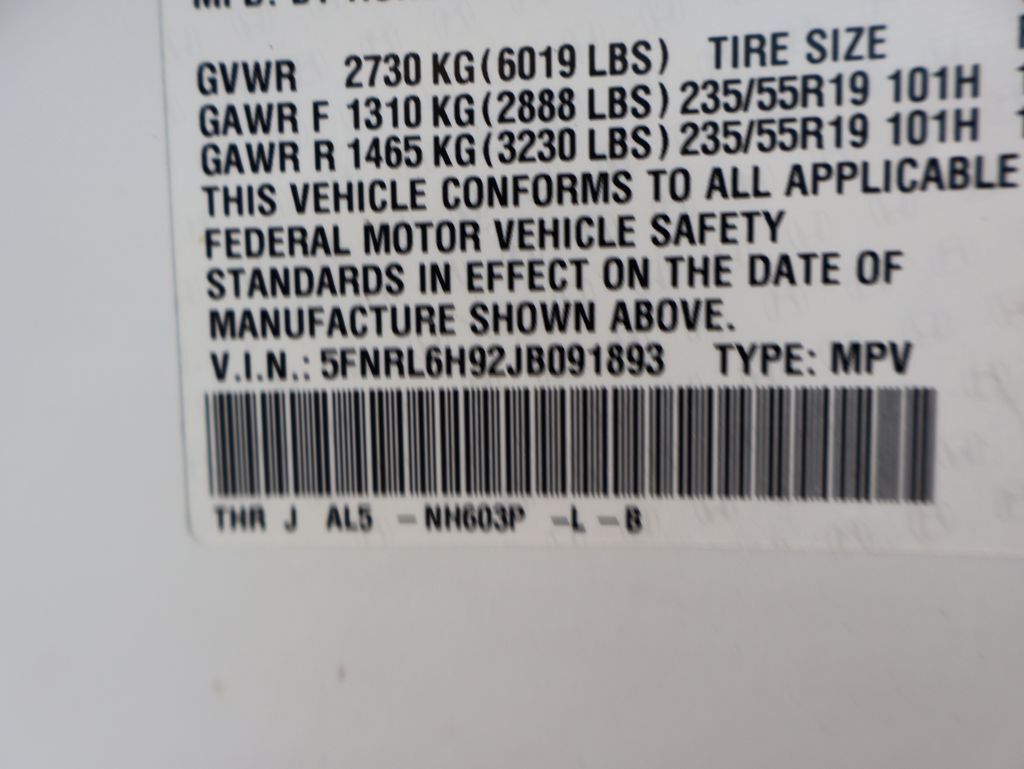 GVWR 2730 KG (6019 LBS) TIRE SIZE
GAWR F 1310 KG (2888 LBS) 235/55R19 101H
GAWR R 1465 KG (3230 LBS) 235/55R19 101H
THIS VEHICLE CONFORMS TO ALL APPLICABLE
FEDERAL MOTOR VEHICLE SAFETY
STANDARDS IN EFFECT ON THE DATE OF
MANUFACTURE SHOWN ABOVE.
V.I.N.: 5FNRL6H92JB091893 TYPE: MPV
THR J AL5 -NH603P -L -B